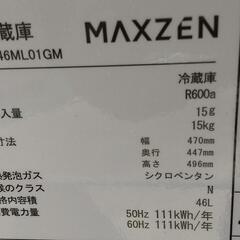 蔵庫 MAXZEN
46ML01GM
冷蔵庫
R600a
入量 15g
15kg
寸法 幅 470mm
奥行 447mm
高さ 496mm
発泡ガス シクロペンタン
のクラス N
格内容積 46L
費電力量 50Hz 111kWh/年
60Hz 111kWh/年